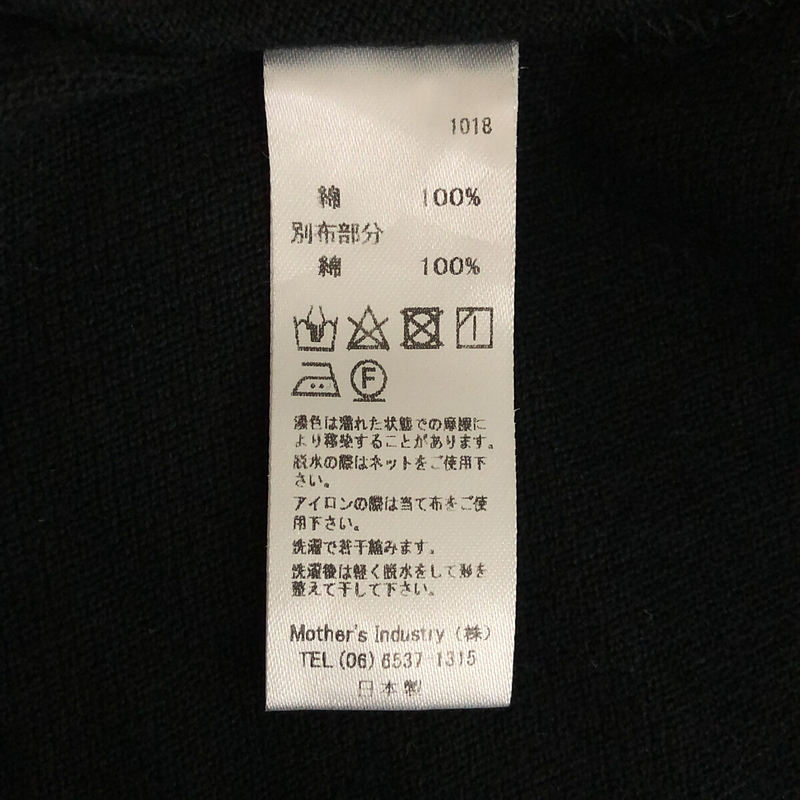 1018
綿 100%
別布部分
綿 100%
F
濃色は濡れた状態での摩擦に
より移染することがあります。
脱水の際はネットをご使用下
さい。
アイロンの際は当て布をご使
用下さい。
洗濯で若干縮みます。
洗濯後は軽く脱水をして形を
整えて干して下さい。
Mother's Industry (株)
TEL (06) 6537-1315
日本製